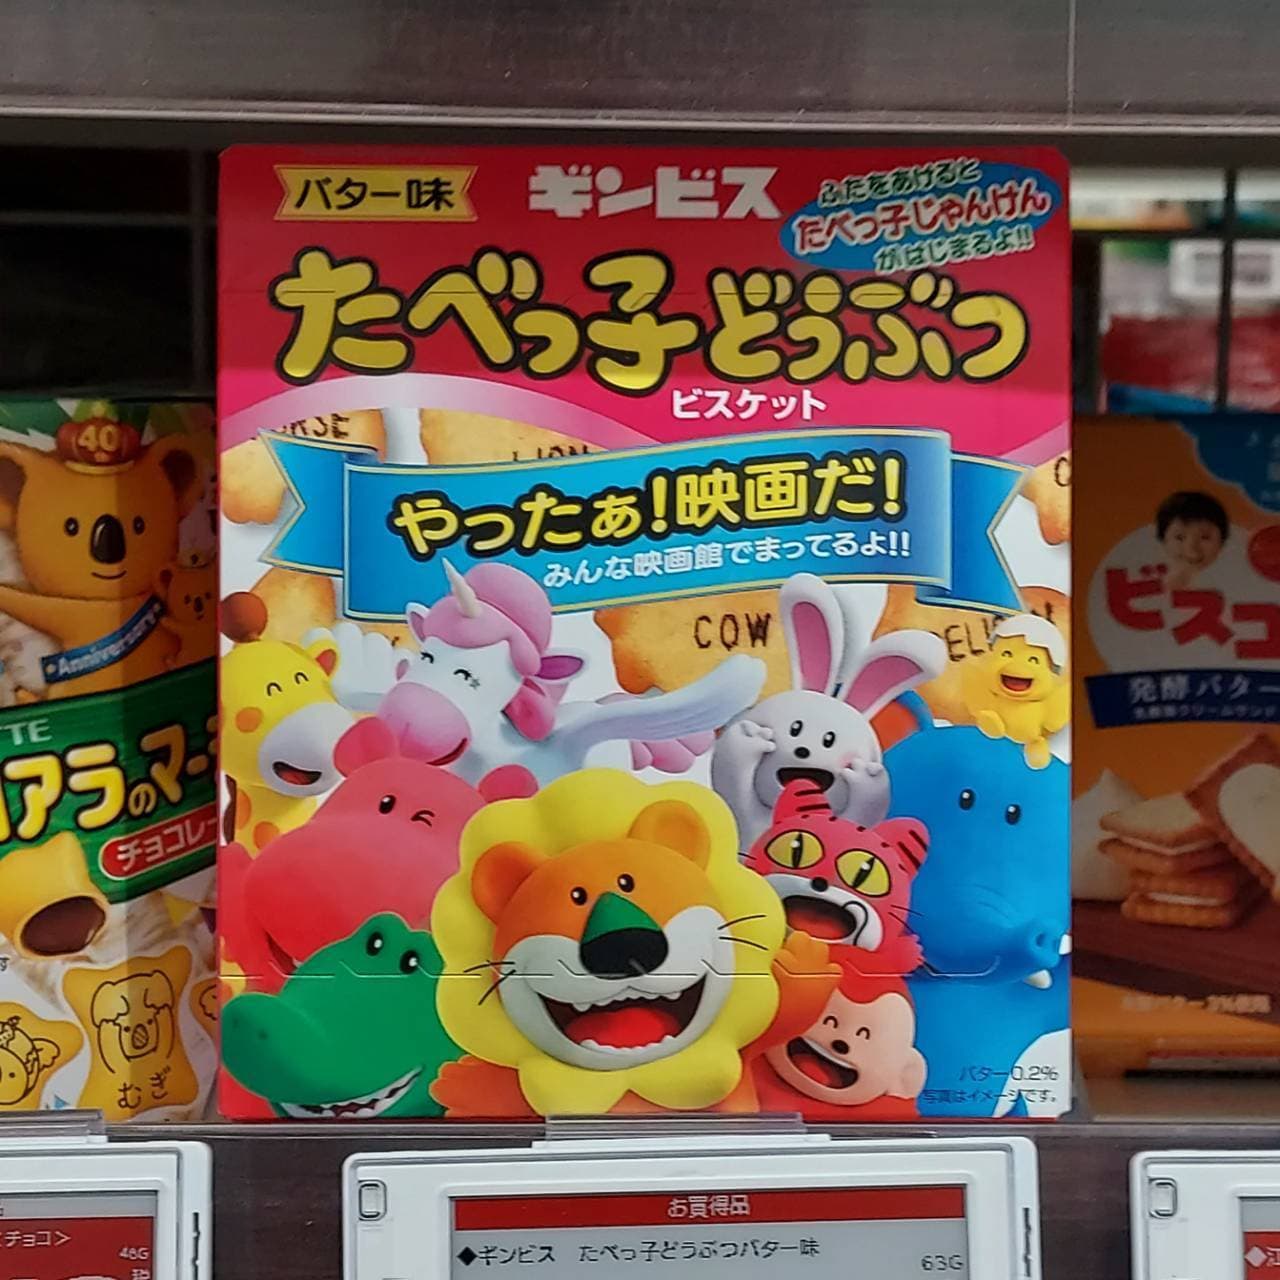 バター味
ギンビス
ふたをあけると
たべっ子じゃんけん
がはじまるよ!!
たべっ子どうぶつ
ビスケット
やったぁ!映画だ!
みんな映画館でまってるよ!!
COW
バター0.2%
写真はイメージです。
40
Anniversary
アラのマー
チョコレー
むぎ
ビスコ
発酵バター
お買得品
◆ギンビス たべっ子どうぶつバター味
63G
チョコ>
46G